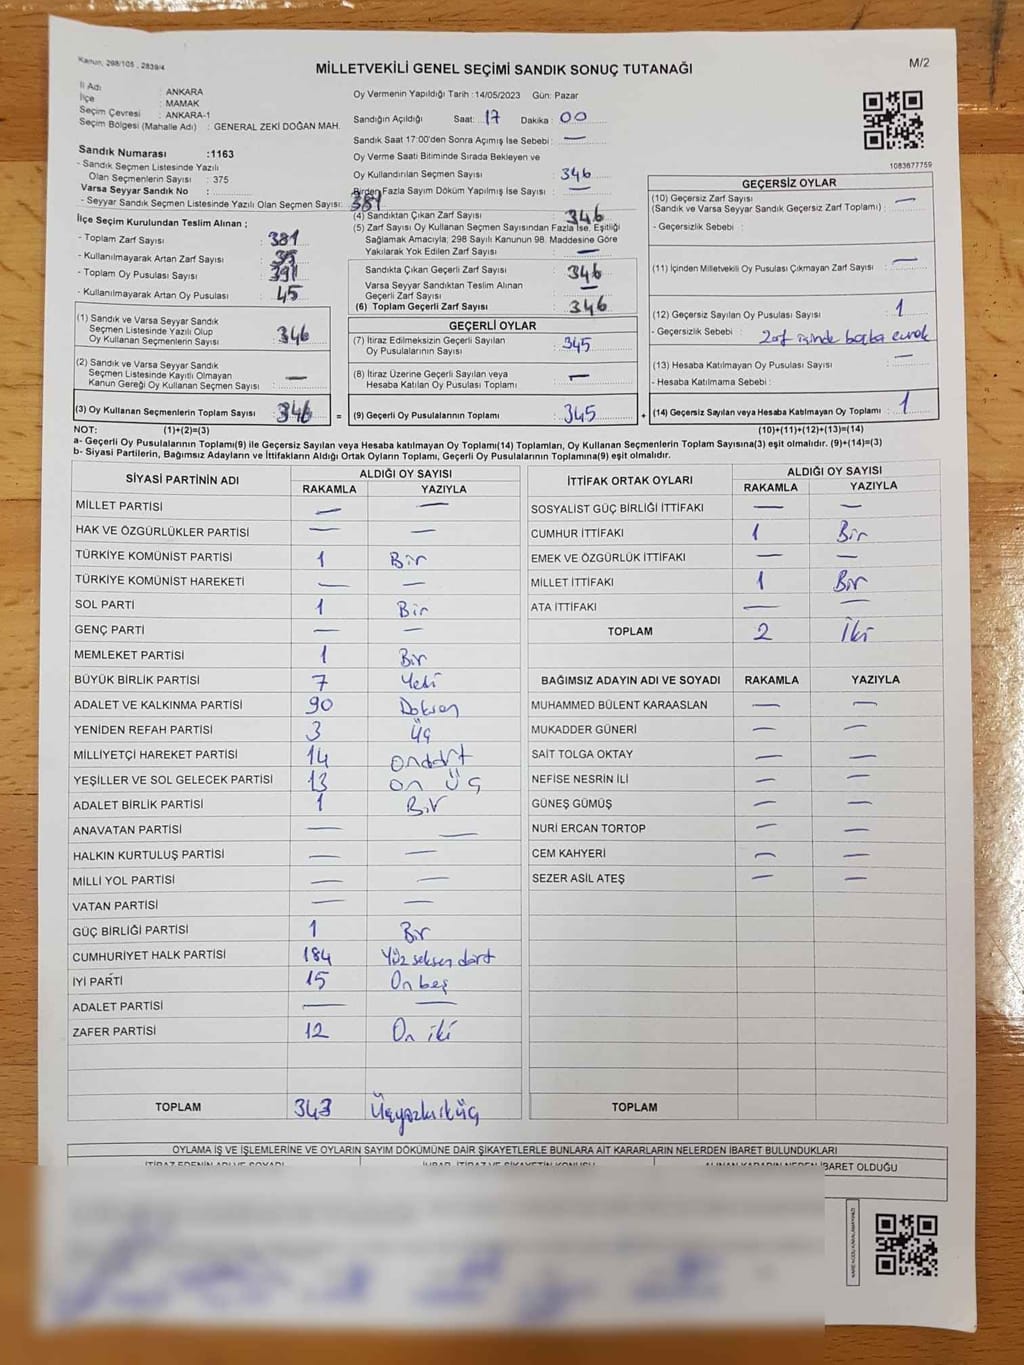 Kanun, 298/105 , 2839/4
MİLLETVEKİLİ GENEL SEÇİMİ SANDIK SONUÇ TUTANAĞI
M/2
İl Adı : ANKARA
İlçe : MAMAK
Seçim Çevresi : ANKARA-1
Seçim Bölgesi (Mahalle Adı) : GENERAL ZEKİ DOĞAN MAH.
Sandık Numarası :1163
- Sandık Seçmen Listesinde Yazılı
Olan Seçmenlerin Sayısı : 375
Varsa Seyyar Sandık No :
- Seyyar Sandık Seçmen Listesinde Yazılı Olan Seçmen Sayısı:
İlçe Seçim Kurulundan Teslim Alınan ;
- Toplam Zarf Sayısı : 381
- Kullanılmayarak Artan Zarf Sayısı : 35
- Toplam Oy Pusulası Sayısı : 391
- Kullanılmayarak Artan Oy Pusulası : 45
(1) Sandık ve Varsa Seyyar Sandık
Seçmen Listesinde Yazılı Olup
Oy Kullanan Seçmenlerin Sayısı : 346
(2) Sandık ve Varsa Seyyar Sandık
Seçmen Listesinde Kayıtlı Olmayan
Kanun Gereği Oy Kullanan Seçmen Sayısı : —
(3) Oy Kullanan Seçmenlerin Toplam Sayısı : 346 =
Oy Vermenin Yapıldığı Tarih :14/05/2023 Gün: Pazar
Sandığın Açıldığı Saat: 17 Dakika : 00
Sandık Saat 17:00'den Sonra Açımış İse Sebebi : —
Oy Verme Saati Bitiminde Sırada Bekleyen ve
Oy Kullandırılan Seçmen Sayısı : 346
Birden Fazla Sayım Döküm Yapılmış İse Sayısı : —
(4) Sandıktan Çıkan Zarf Sayısı : 346
(5) Zarf Sayısı Oy Kullanan Seçmen Sayısından Fazla İse, Eşitliği
Sağlamak Amacıyla; 298 Sayılı Kanunun 98. Maddesine Göre
Yakılarak Yok Edilen Zarf Sayısı : —
Sandıkta Çıkan Geçerli Zarf Sayısı : 346
Varsa Seyyar Sandıktan Teslim Alınan
Geçerli Zarf Sayısı : —
(6) Toplam Geçerli Zarf Sayısı : 346
GEÇERLİ OYLAR
(7) İtiraz Edilmeksizin Geçerli Sayılan
Oy Pusulalarının Sayısı : 345
(8) İtiraz Üzerine Geçerli Sayılan veya
Hesaba Katılan Oy Pusulası Toplamı : —
(9) Geçerli Oy Pusulalarının Toplamı : 345 +
1083677759
GEÇERSİZ OYLAR
(10) Geçersiz Zarf Sayısı : —
(Sandık ve Varsa Seyyar Sandık Geçersiz Zarf Toplamı) :
- Geçersizlik Sebebi :
(11) İçinden Milletvekili Oy Pusulası Çıkmayan Zarf Sayısı : —
(12) Geçersiz Sayılan Oy Pusulası Sayısı : 1
- Geçersizlik Sebebi : Zarf içinde başka evrak
(13) Hesaba Katılmayan Oy Pusulası Sayısı : —
- Hesaba Katılmama Sebebi :
(14) Geçersiz Sayılan veya Hesaba Katılmayan Oy Toplamı : 1
NOT: (1)+(2)=(3) (10)+(11)+(12)+(13)=(14)
a- Geçerli Oy Pusulalarının Toplamı(9) ile Geçersiz Sayılan veya Hesaba katılmayan Oy Toplamı(14) Toplamları, Oy Kullanan Seçmenlerin Toplam Sayısına(3) eşit olmalıdır. (9)+(14)=(3)
b- Siyasi Partilerin, Bağımsız Adayların ve İttifakların Aldığı Ortak Oyların Toplamı, Geçerli Oy Pusulalarının Toplamına(9) eşit olmalıdır.
SİYASİ PARTİNİN ADI ALDIĞI OY SAYISI
RAKAMLA YAZIYLA
MİLLET PARTİSİ — —
HAK VE ÖZGÜRLÜKLER PARTİSİ — —
TÜRKİYE KOMÜNİST PARTİSİ 1 Bir
TÜRKİYE KOMÜNİST HAREKETİ — —
SOL PARTİ 1 Bir
GENÇ PARTİ — —
MEMLEKET PARTİSİ 1 Bir
BÜYÜK BİRLİK PARTİSİ 7 Yedi
ADALET VE KALKINMA PARTİSİ 90 Doksan
YENİDEN REFAH PARTİSİ 3 Üç
MİLLİYETÇİ HAREKET PARTİSİ 14 ondört
YEŞİLLER VE SOL GELECEK PARTİSİ 13 on üç
ADALET BİRLİK PARTİSİ 1 Bir
ANAVATAN PARTİSİ — —
HALKIN KURTULUŞ PARTİSİ — —
MİLLİ YOL PARTİSİ — —
VATAN PARTİSİ — —
GÜÇ BİRLİĞİ PARTİSİ 1 Bir
CUMHURİYET HALK PARTİSİ 184 Yüz seksen dört
İYİ PARTİ 15 On beş
ADALET PARTİSİ — —
ZAFER PARTİSİ 12 On iki
TOPLAM 343 Üçyüzkırküç
İTTİFAK ORTAK OYLARI ALDIĞI OY SAYISI
RAKAMLA YAZIYLA
SOSYALİST GÜÇ BİRLİĞİ İTTİFAKI — —
CUMHUR İTTİFAKI 1 Bir
EMEK VE ÖZGÜRLÜK İTTİFAKI — —
MİLLET İTTİFAKI 1 Bir
ATA İTTİFAKI — —
TOPLAM 2 İki
BAĞIMSIZ ADAYIN ADI VE SOYADI RAKAMLA YAZIYLA
MUHAMMED BÜLENT KARAASLAN — —
MUKADDER GÜNERİ — —
SAİT TOLGA OKTAY — —
NEFİSE NESRİN İLİ — —
GÜNEŞ GÜMÜŞ — —
NURİ ERCAN TORTOP — —
CEM KAHYERİ — —
SEZER ASIL ATEŞ — —
TOPLAM
OYLAMA İŞ VE İŞLEMLERİNE VE OYLARIN SAYIM DÖKÜMÜNE DAİR ŞİKAYETLERLE BUNLARA AİT KARARLARIN NELERDEN İBARET BULUNDUKLARI
İTİRAZ EDENİN ADI VE SOYADI
ALINAN KARARIN NEDEN İBARET OLDUĞU